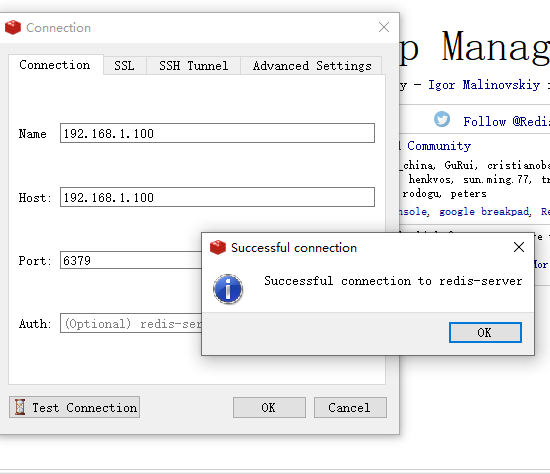 Connection
Connection SSL SSH Tunnel Advanced Settings
Name 192.168.1.100
Host: 192.168.1.100
Port: 6379
Auth: (Optional) redis-ser
Test Connection OK Cancel
Successful connection
Successful connection to redis-server
OK
p Manag
y — Igor Malinovskiy
Follow @Redis
Community
_china, GuRui, cristianoba
henkvos, sun.ming.77, tr
rodogu, peters
nsole, google breakpad, Re